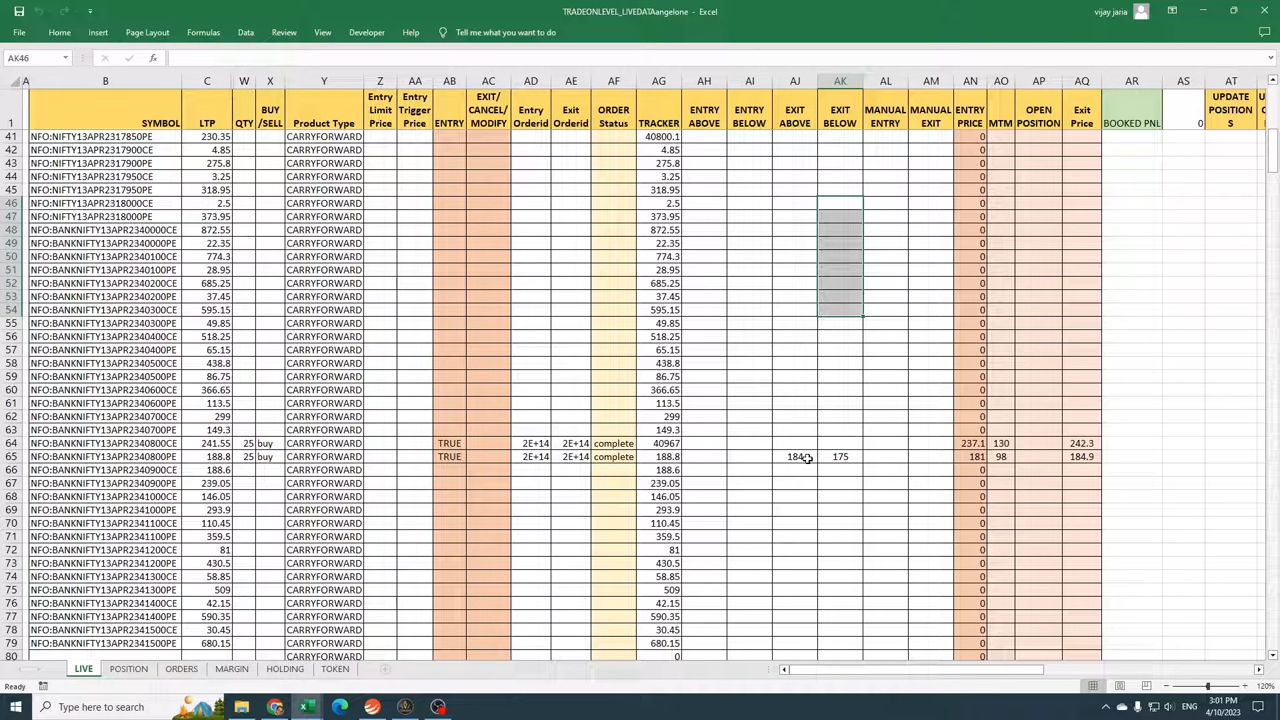 TRADEONLEVEL_LIVEDATAangelone - Excel
vijay jaria
File Home Insert Page Layout Formulas Data Review View Developer Help Tell me what you want to do
AK46 fx
A B C W X Y Z AA AB AC AD AE AF AG AH AI AJ AK AL AM AN AO AP AQ AR AS AT
1 SYMBOL LTP QTY BUY /SELL Product Type Entry Limit Price Entry Trigger Price ENTRY EXIT/ CANCEL/ MODIFY Entry Orderid Exit Orderid ORDER Status TRACKER ENTRY ABOVE ENTRY BELOW EXIT ABOVE EXIT BELOW MANUAL ENTRY MANUAL EXIT ENTRY PRICE MTM OPEN POSITION Exit Price BOOKED PNL 0 UPDATE POSITION S
41 NFO:NIFTY13APR2317850PE 230.35 CARRYFORWARD 40800.1 0
42 NFO:NIFTY13APR2317900CE 4.85 CARRYFORWARD 4.85 0
43 NFO:NIFTY13APR2317900PE 275.8 CARRYFORWARD 275.8 0
44 NFO:NIFTY13APR2317950CE 3.25 CARRYFORWARD 3.25 0
45 NFO:NIFTY13APR2317950PE 318.95 CARRYFORWARD 318.95 0
46 NFO:NIFTY13APR2318000CE 2.5 CARRYFORWARD 2.5 0
47 NFO:NIFTY13APR2318000PE 373.95 CARRYFORWARD 373.95 0
48 NFO:BANKNIFTY13APR2340000CE 872.55 CARRYFORWARD 872.55 0
49 NFO:BANKNIFTY13APR2340000PE 22.35 CARRYFORWARD 22.35 0
50 NFO:BANKNIFTY13APR2340100CE 774.3 CARRYFORWARD 774.3 0
51 NFO:BANKNIFTY13APR2340100PE 28.95 CARRYFORWARD 28.95 0
52 NFO:BANKNIFTY13APR2340200CE 685.25 CARRYFORWARD 685.25 0
53 NFO:BANKNIFTY13APR2340200PE 37.45 CARRYFORWARD 37.45 0
54 NFO:BANKNIFTY13APR2340300CE 595.15 CARRYFORWARD 595.15 0
55 NFO:BANKNIFTY13APR2340300PE 49.85 CARRYFORWARD 49.85 0
56 NFO:BANKNIFTY13APR2340400CE 518.25 CARRYFORWARD 518.25 0
57 NFO:BANKNIFTY13APR2340400PE 65.15 CARRYFORWARD 65.15 0
58 NFO:BANKNIFTY13APR2340500CE 438.8 CARRYFORWARD 438.8 0
59 NFO:BANKNIFTY13APR2340500PE 86.75 CARRYFORWARD 86.75 0
60 NFO:BANKNIFTY13APR2340600CE 366.65 CARRYFORWARD 366.65 0
61 NFO:BANKNIFTY13APR2340600PE 113.5 CARRYFORWARD 113.5 0
62 NFO:BANKNIFTY13APR2340700CE 299 CARRYFORWARD 299 0
63 NFO:BANKNIFTY13APR2340700PE 149.3 CARRYFORWARD 149.3 0
64 NFO:BANKNIFTY13APR2340800CE 241.55 25 buy CARRYFORWARD TRUE 2E+14 2E+14 complete 40967 237.1 130 242.3
65 NFO:BANKNIFTY13APR2340800PE 188.8 25 buy CARRYFORWARD TRUE 2E+14 2E+14 complete 188.8 175 181 98 184.9
66 NFO:BANKNIFTY13APR2340900CE 188.6 CARRYFORWARD 188.6 0
67 NFO:BANKNIFTY13APR2340900PE 239.05 CARRYFORWARD 239.05 0
68 NFO:BANKNIFTY13APR2341000CE 146.05 CARRYFORWARD 146.05 0
69 NFO:BANKNIFTY13APR2341000PE 293.9 CARRYFORWARD 293.9 0
70 NFO:BANKNIFTY13APR2341100CE 110.45 CARRYFORWARD 110.45 0
71 NFO:BANKNIFTY13APR2341100PE 359.5 CARRYFORWARD 359.5 0
72 NFO:BANKNIFTY13APR2341200CE 81 CARRYFORWARD 81 0
73 NFO:BANKNIFTY13APR2341200PE 430.5 CARRYFORWARD 430.5 0
74 NFO:BANKNIFTY13APR2341300CE 58.85 CARRYFORWARD 58.85 0
75 NFO:BANKNIFTY13APR2341300PE 509 CARRYFORWARD 509 0
76 NFO:BANKNIFTY13APR2341400CE 42.15 CARRYFORWARD 42.15 0
77 NFO:BANKNIFTY13APR2341400PE 590.35 CARRYFORWARD 590.35 0
78 NFO:BANKNIFTY13APR2341500CE 30.45 CARRYFORWARD 30.45 0
79 NFO:BANKNIFTY13APR2341500PE 680.15 CARRYFORWARD 680.15 0
80 0 0
LIVE POSITION ORDERS MARGIN HOLDING TOKEN
Ready 120%
Type here to search
3:01 PM
4/10/2023